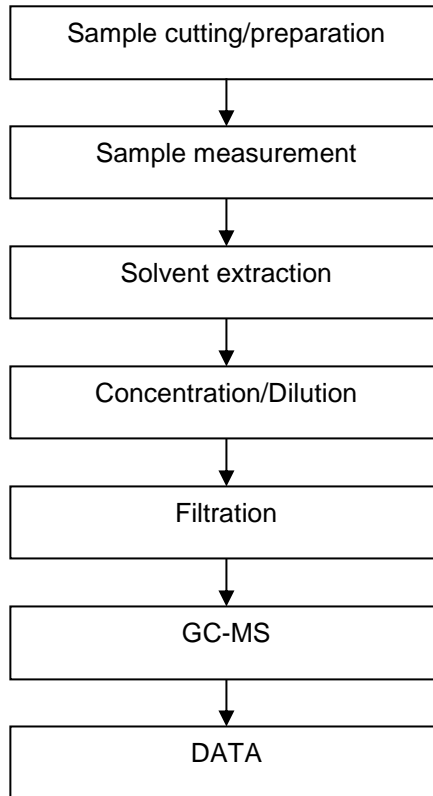 Sample cutting/preparation
Sample measurement
Solvent extraction
Concentration/Dilution
Filtration
GC-MS
DATA